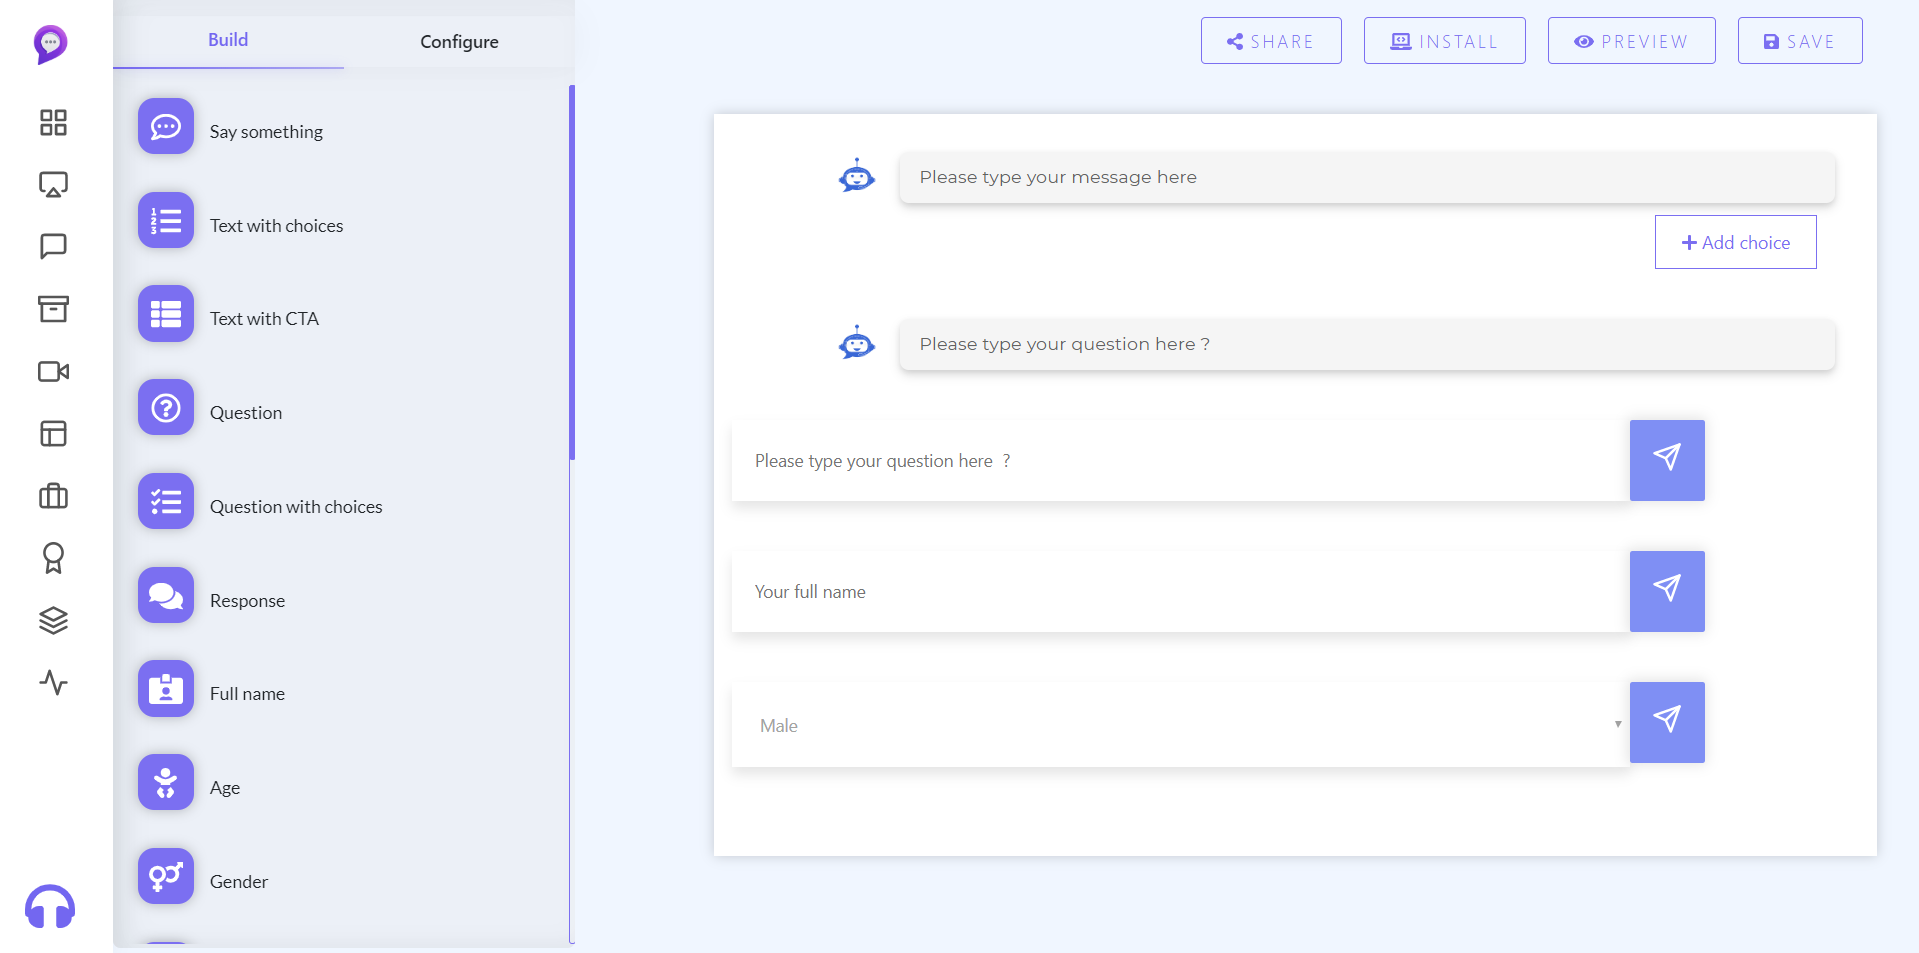 Build
Configure
SHARE
INSTALL
PREVIEW
SAVE
Say something
Text with choices
Text with CTA
Question
Question with choices
Response
Full name
Age
Gender
Please type your message here
Add choice
Please type your question here ?
Please type your question here ?
Your full name
Male